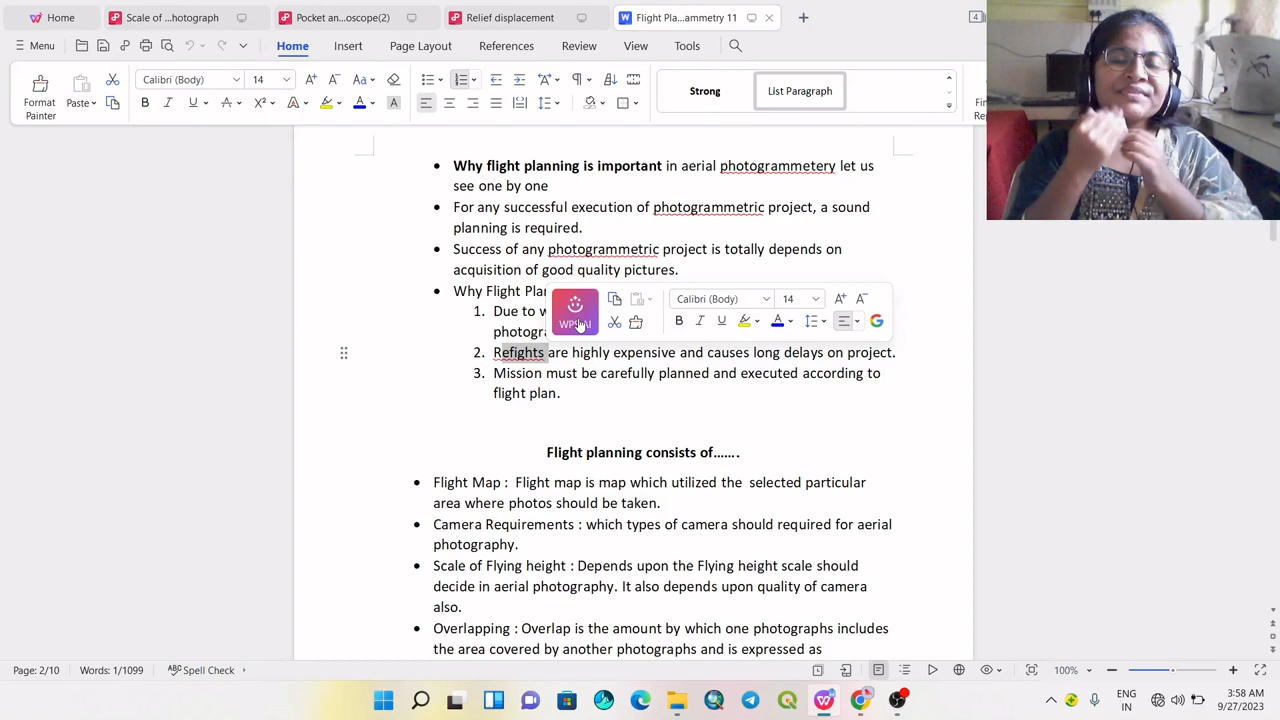 Home
Scale of ...hotograph
Pocket an...oscope(2)
Relief displacement
Flight Pla...ammetry 11
4
Menu
Home
Insert
Page Layout
References
Review
View
Tools
Calibri (Body)
14
Format
Painter
Paste
Strong
List Paragraph
Why flight planning is important in aerial photogrammetery let us
see one by one
For any successful execution of photogrammetric project, a sound
planning is required.
Success of any photogrammetric project is totally depends on
acquisition of good quality pictures.
Why Flight Pla
Calibri (Body)
14
WPS AI
1. Due to w
photogra
2. Refights are highly expensive and causes long delays on project.
3. Mission must be carefully planned and executed according to
flight plan.
Flight planning consists of.......
Flight Map : Flight map is map which utilized the selected particular
area where photos should be taken.
Camera Requirements : which types of camera should required for aerial
photography.
Scale of Flying height : Depends upon the Flying height scale should
decide in aerial photography. It also depends upon quality of camera
also.
Overlapping : Overlap is the amount by which one photographs includes
the area covered by another photographs and is expressed as
Page: 2/10
Words: 1/1099
Spell Check
100%
ENG
IN
3:58 AM
9/27/2023